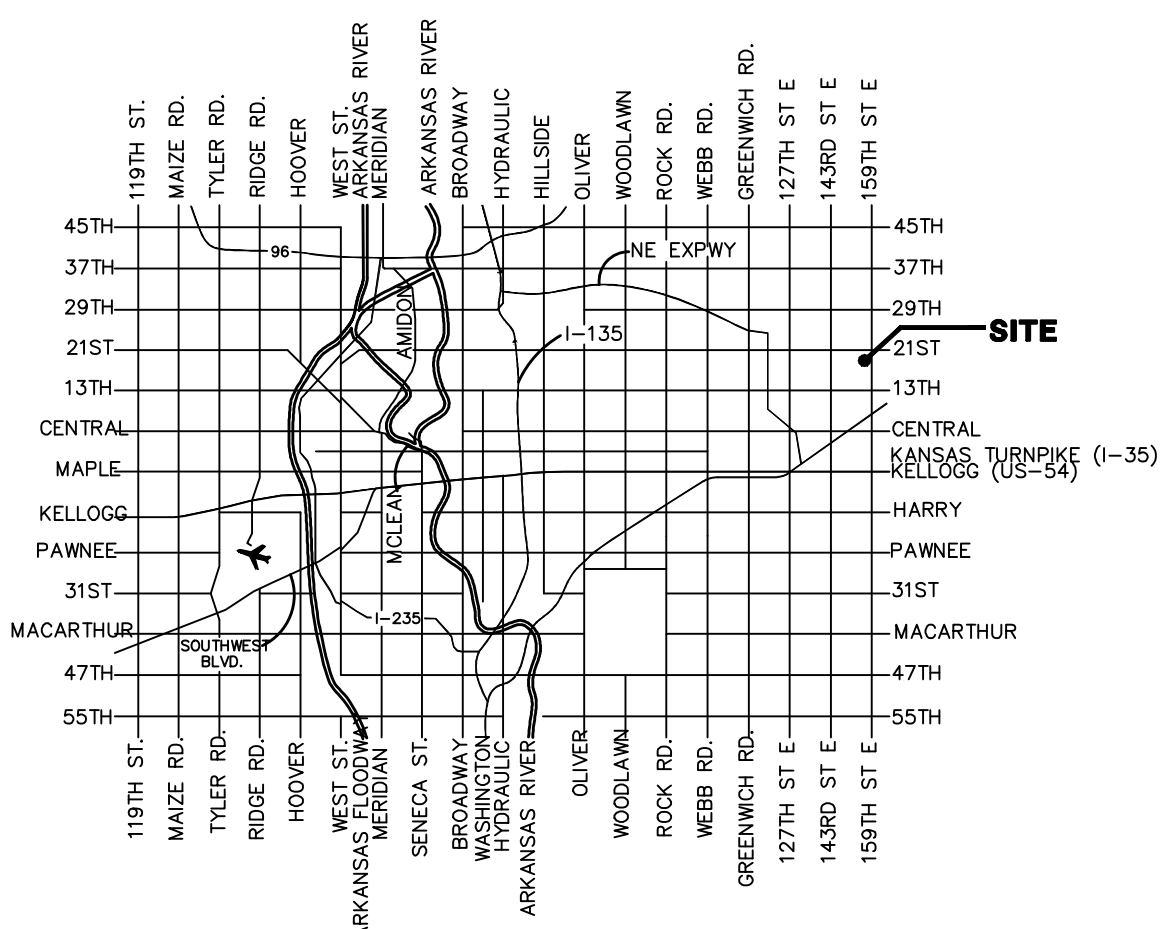 119TH ST.
MAIZE RD.
TYLER RD.
RIDGE RD.
HOOVER
WEST ST.
ARKANSAS RIVER
MERIDIAN
ARKANSAS RIVER
BROADWAY
HYDRAULIC
HILLSIDE
OLIVER
WOODLAWN
ROCK RD.
WEBB RD.
GREENWICH RD.
127TH ST E
143RD ST E
159TH ST E
45TH
45TH
96
NE EXPWY
37TH
37TH
29TH
29TH
AMIDON
I-135
SITE
21ST
21ST
13TH
13TH
CENTRAL
CENTRAL
KANSAS TURNPIKE (I-35)
MAPLE
KELLOGG (US-54)
KELLOGG
HARRY
MCLEAN
PAWNEE
PAWNEE
31ST
31ST
I-235
MACARTHUR
MACARTHUR
SOUTHWEST
BLVD.
47TH
47TH
55TH
55TH
119TH ST.
MAIZE RD.
TYLER RD.
RIDGE RD.
HOOVER
WEST ST.
ARKANSAS FLOODWAY
MERIDIAN
SENECA ST.
BROADWAY
WASHINGTON
HYDRAULIC
ARKANSAS RIVER
OLIVER
WOODLAWN
ROCK RD.
WEBB RD.
GREENWICH RD.
127TH ST E
143RD ST E
159TH ST E